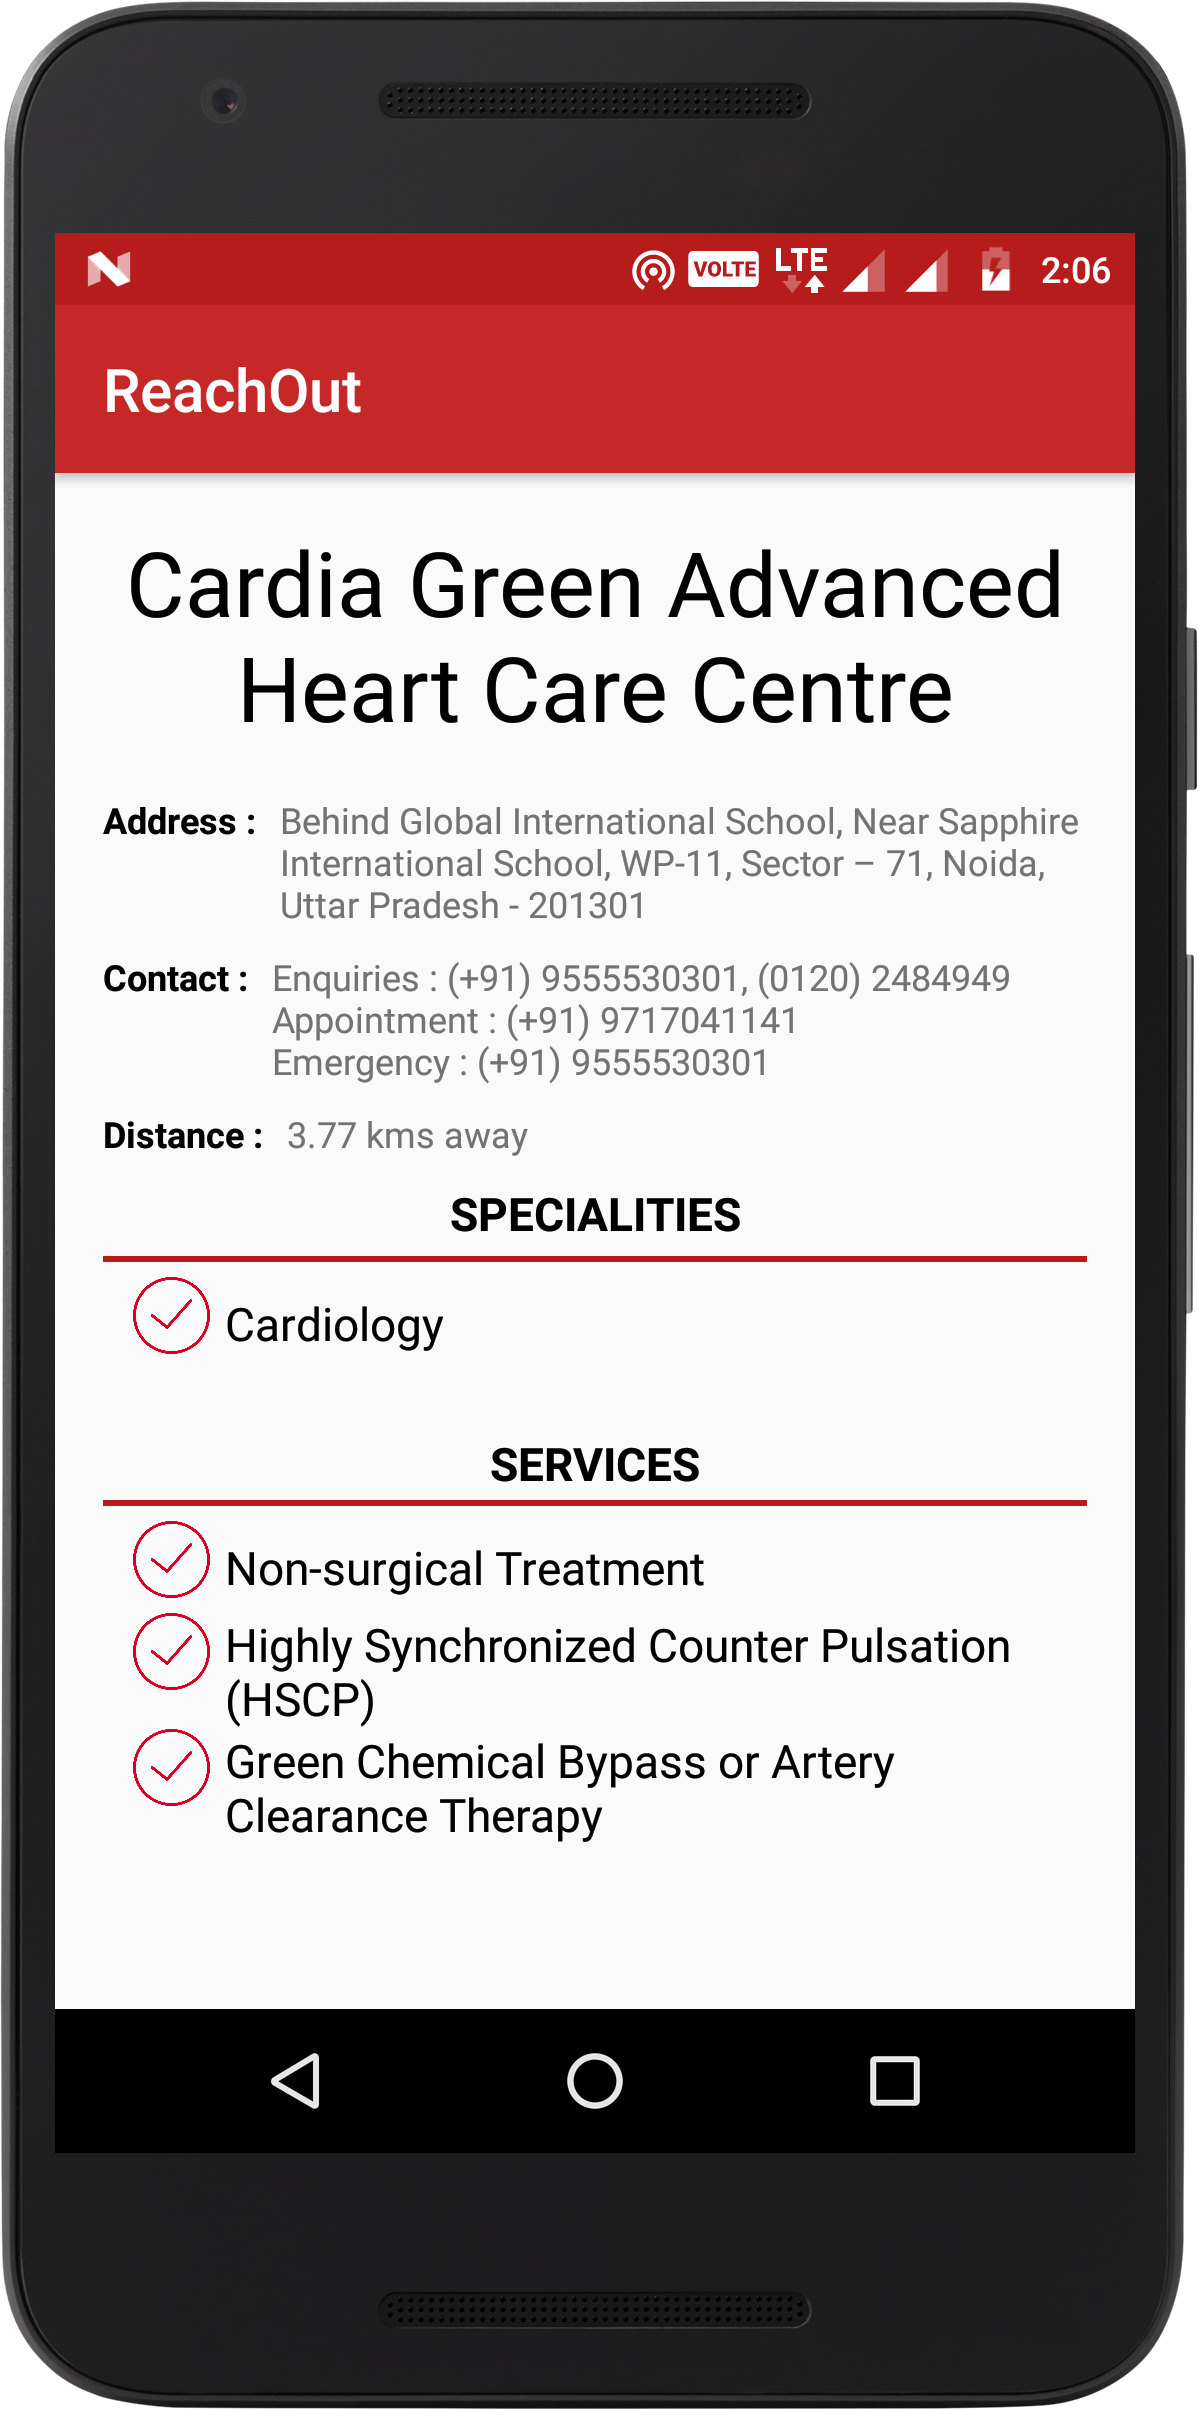 VOLTE LTE 2:06
ReachOut
Cardia Green Advanced
Heart Care Centre
Address : Behind Global International School, Near Sapphire
International School, WP-11, Sector – 71, Noida,
Uttar Pradesh - 201301
Contact : Enquiries : (+91) 9555530301, (0120) 2484949
Appointment : (+91) 9717041141
Emergency : (+91) 9555530301
Distance : 3.77 kms away
SPECIALITIES
Cardiology
SERVICES
Non-surgical Treatment
Highly Synchronized Counter Pulsation
(HSCP)
Green Chemical Bypass or Artery
Clearance Therapy